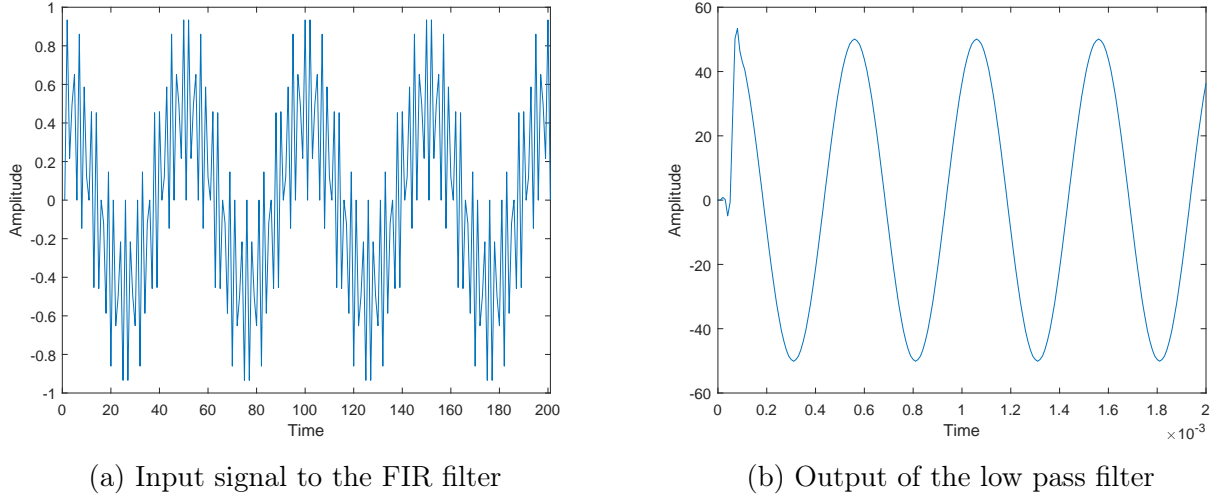 1
0.8
0.6
0.4
0.2
0
-0.2
-0.4
-0.6
-0.8
-1
Amplitude
0 20 40 60 80 100 120 140 160 180 200
Time
(a) Input signal to the FIR filter
60
40
20
0
-20
-40
-60
Amplitude
0 0.2 0.4 0.6 0.8 1 1.2 1.4 1.6 1.8 2
Time
×10⁻³
(b) Output of the low pass filter